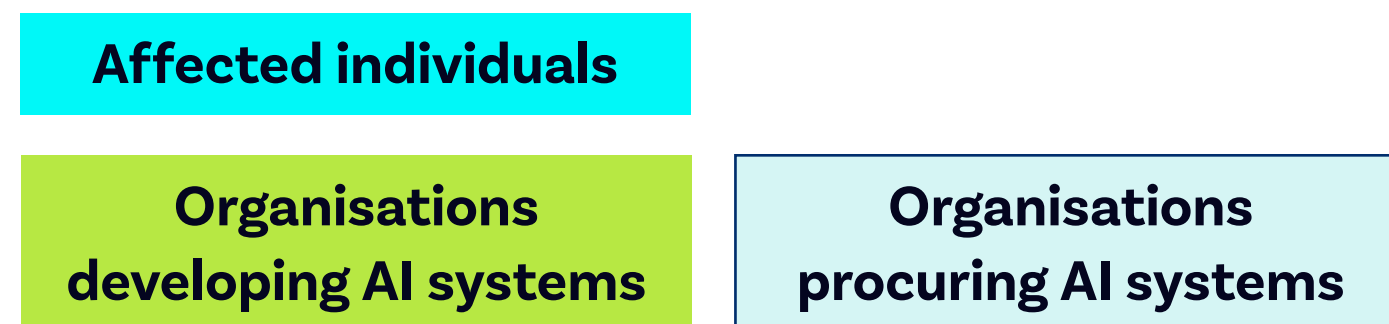 Affected individuals
Organisations
developing AI systems
Organisations
procuring AI systems